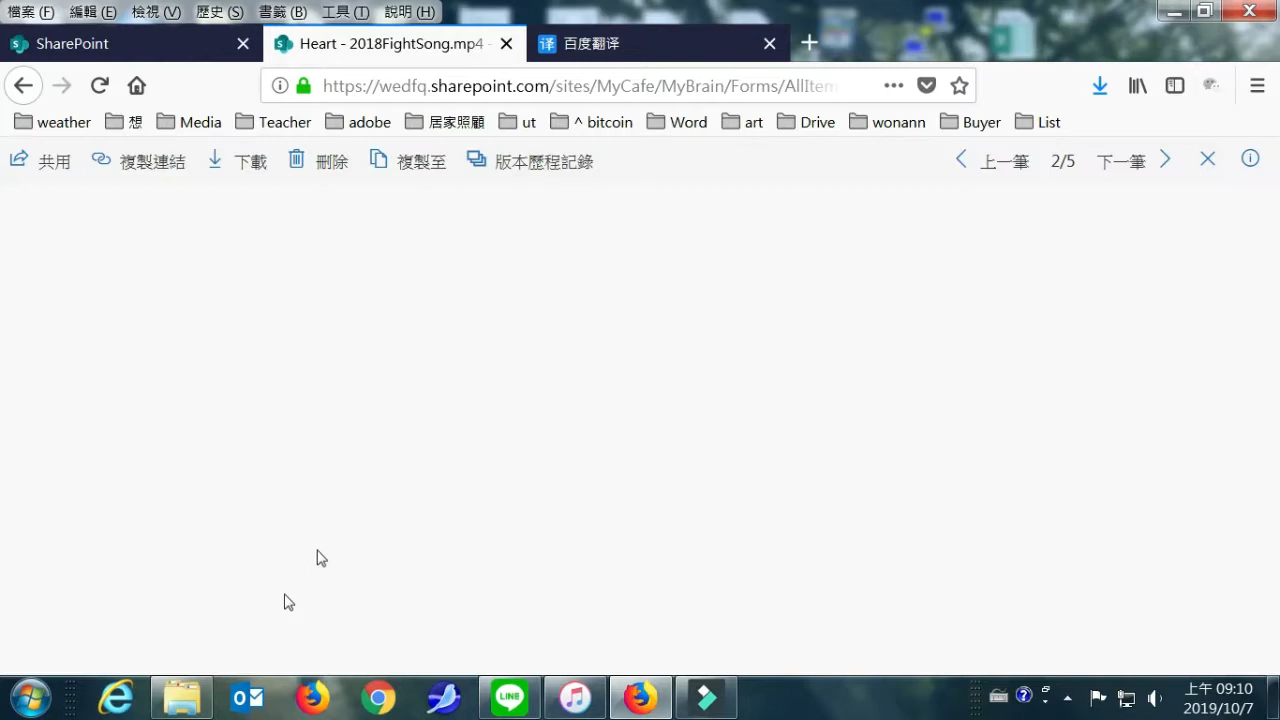 檔案 (F) 編輯 (E) 檢視 (V) 歷史 (S) 書籤 (B) 工具 (T) 說明 (H)
SharePoint Heart - 2018FightSong.mp4 - 百度翻译
https://wedfq.sharepoint.com/sites/MyCafe/MyBrain/Forms/AllItem
weather 想 Media Teacher adobe 居家照顧 ut ^ bitcoin Word art Drive wonann Buyer List
共用 複製連結 下載 刪除 複製至 版本歷程記錄 上一筆 2/5 下一筆
LINE 上午 09:10
2019/10/7